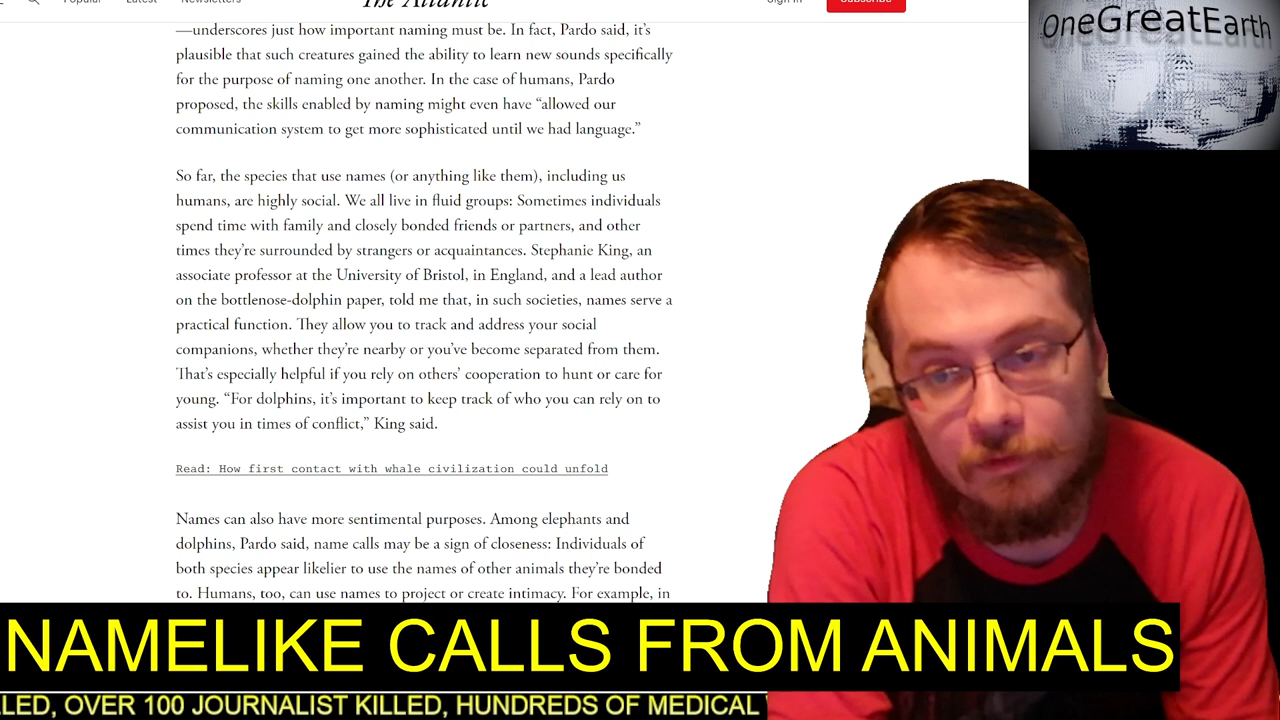 Popular Latest Newsletters The Atlantic Sign In Subscribe
OneGreatEarth
—underscores just how important naming must be. In fact, Pardo said, it’s
plausible that such creatures gained the ability to learn new sounds specifically
for the purpose of naming one another. In the case of humans, Pardo
proposed, the skills enabled by naming might even have “allowed our
communication system to get more sophisticated until we had language.”
So far, the species that use names (or anything like them), including us
humans, are highly social. We all live in fluid groups: Sometimes individuals
spend time with family and closely bonded friends or partners, and other
times they’re surrounded by strangers or acquaintances. Stephanie King, an
associate professor at the University of Bristol, in England, and a lead author
on the bottlenose-dolphin paper, told me that, in such societies, names serve a
practical function. They allow you to track and address your social
companions, whether they’re nearby or you’ve become separated from them.
That’s especially helpful if you rely on others’ cooperation to hunt or care for
young. “For dolphins, it’s important to keep track of who you can rely on to
assist you in times of conflict,” King said.
Read: How first contact with whale civilization could unfold
Names can also have more sentimental purposes. Among elephants and
dolphins, Pardo said, name calls may be a sign of closeness: Individuals of
both species appear likelier to use the names of other animals they’re bonded
to. Humans, too, can use names to project or create intimacy. For example, in
NAMELIKE CALLS FROM ANIMALS
LLED, OVER 100 JOURNALIST KILLED, HUNDREDS OF MEDICAL